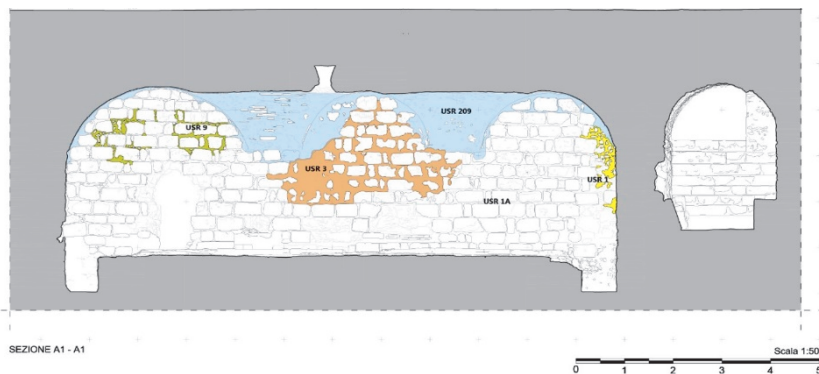 USR 9
USR 209
USR 3
USR 1
USR 1A
SEZIONE A1 - A1
Scala 1:50
0 1 2 3 4 5